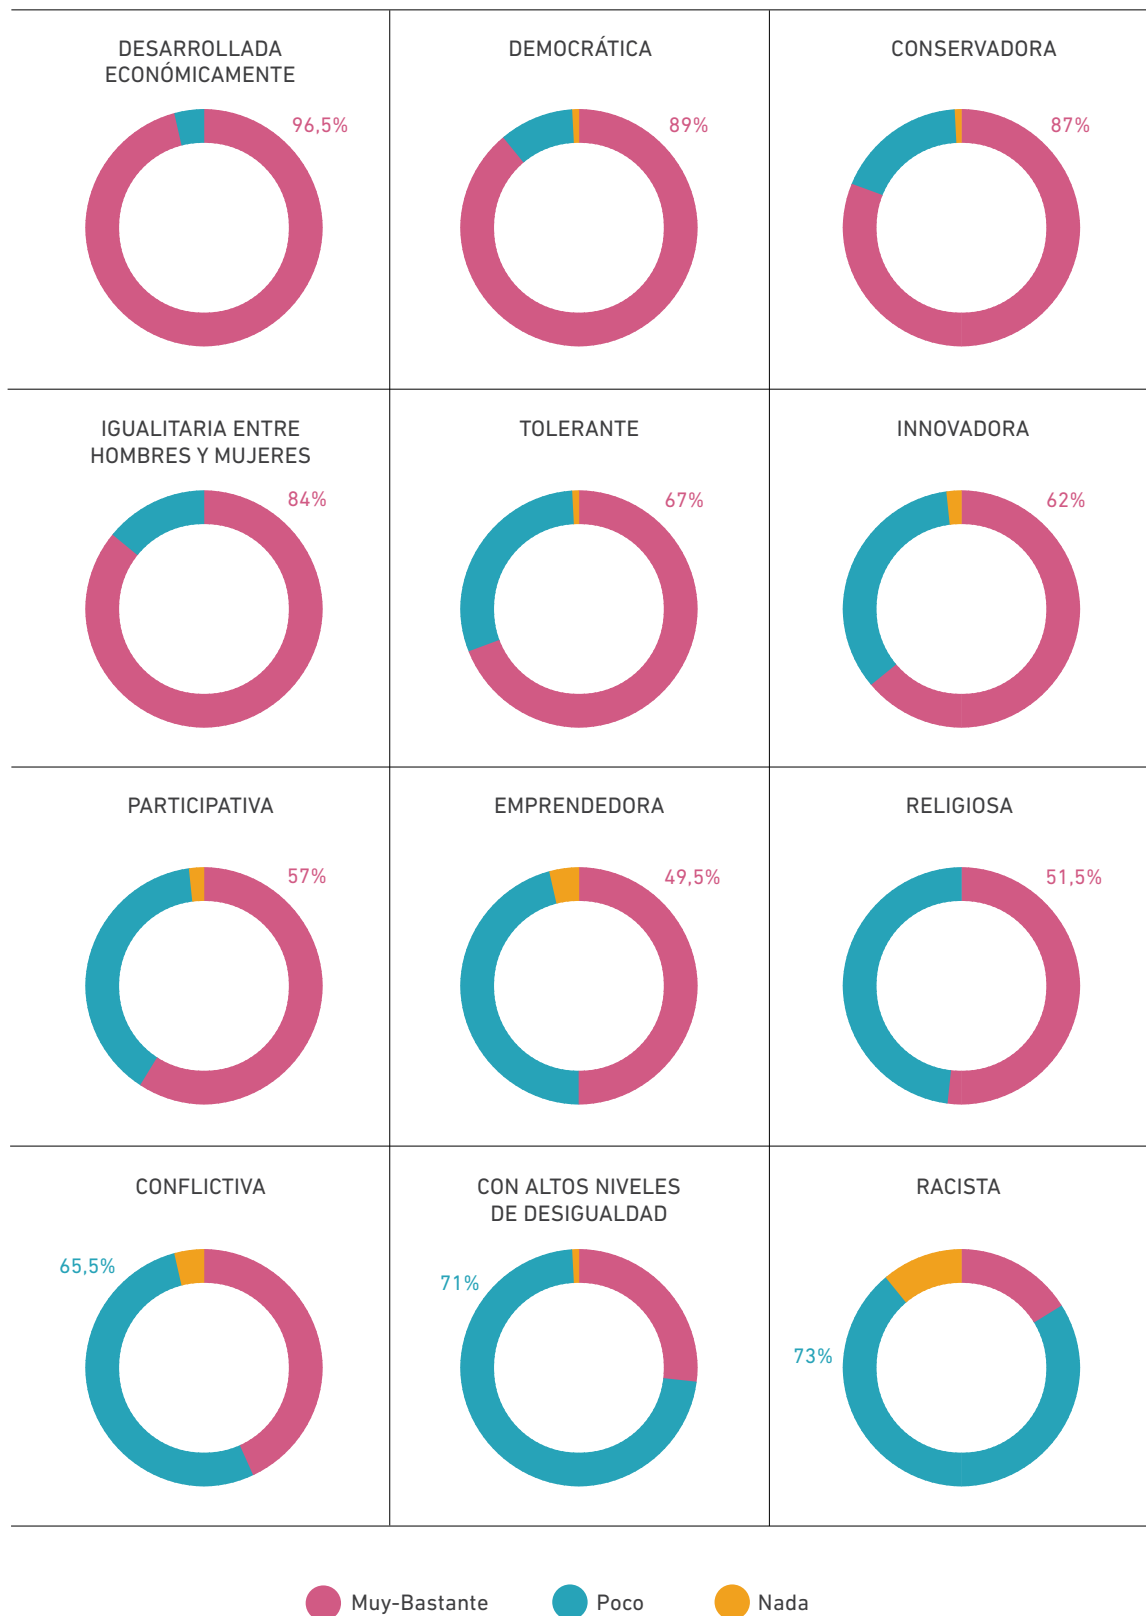 DESARROLLADA
ECONÓMICAMENTE
96,5%
DEMOCRÁTICA
89%
CONSERVADORA
87%
IGUALITARIA ENTRE
HOMBRES Y MUJERES
84%
TOLERANTE
67%
INNOVADORA
62%
PARTICIPATIVA
57%
EMPRENDEDORA
49,5%
RELIGIOSA
51,5%
CONFLICTIVA
65,5%
CON ALTOS NIVELES
DE DESIGUALDAD
71%
RACISTA
73%
Muy-Bastante
Poco
Nada